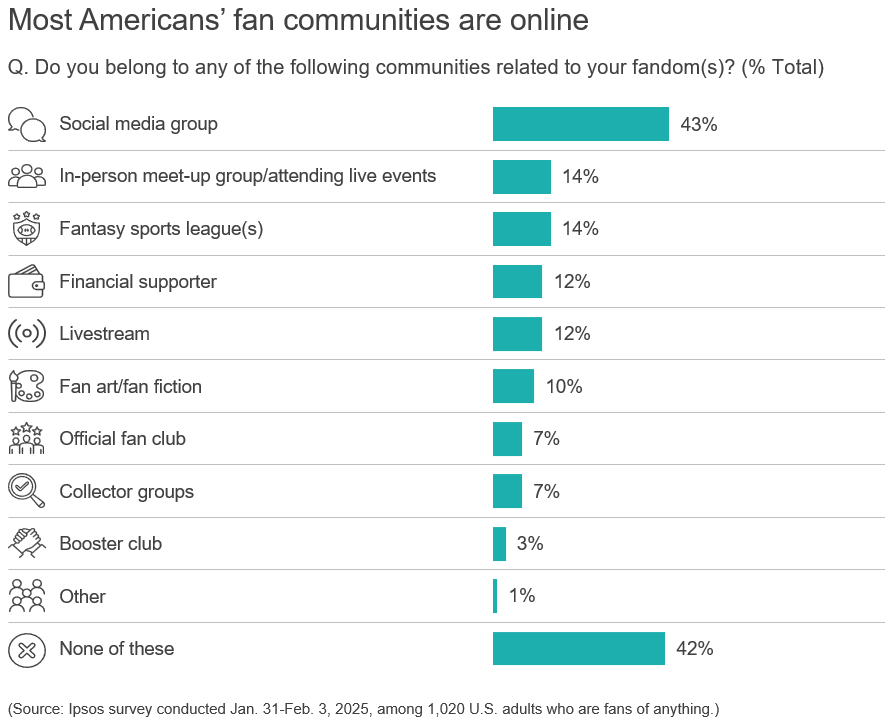 Most Americans’ fan communities are online
Q. Do you belong to any of the following communities related to your fandom(s)? (% Total)
Social media group 43%
In-person meet-up group/attending live events 14%
Fantasy sports league(s) 14%
Financial supporter 12%
Livestream 12%
Fan art/fan fiction 10%
Official fan club 7%
Collector groups 7%
Booster club 3%
Other 1%
None of these 42%
(Source: Ipsos survey conducted Jan. 31-Feb. 3, 2025, among 1,020 U.S. adults who are fans of anything.)